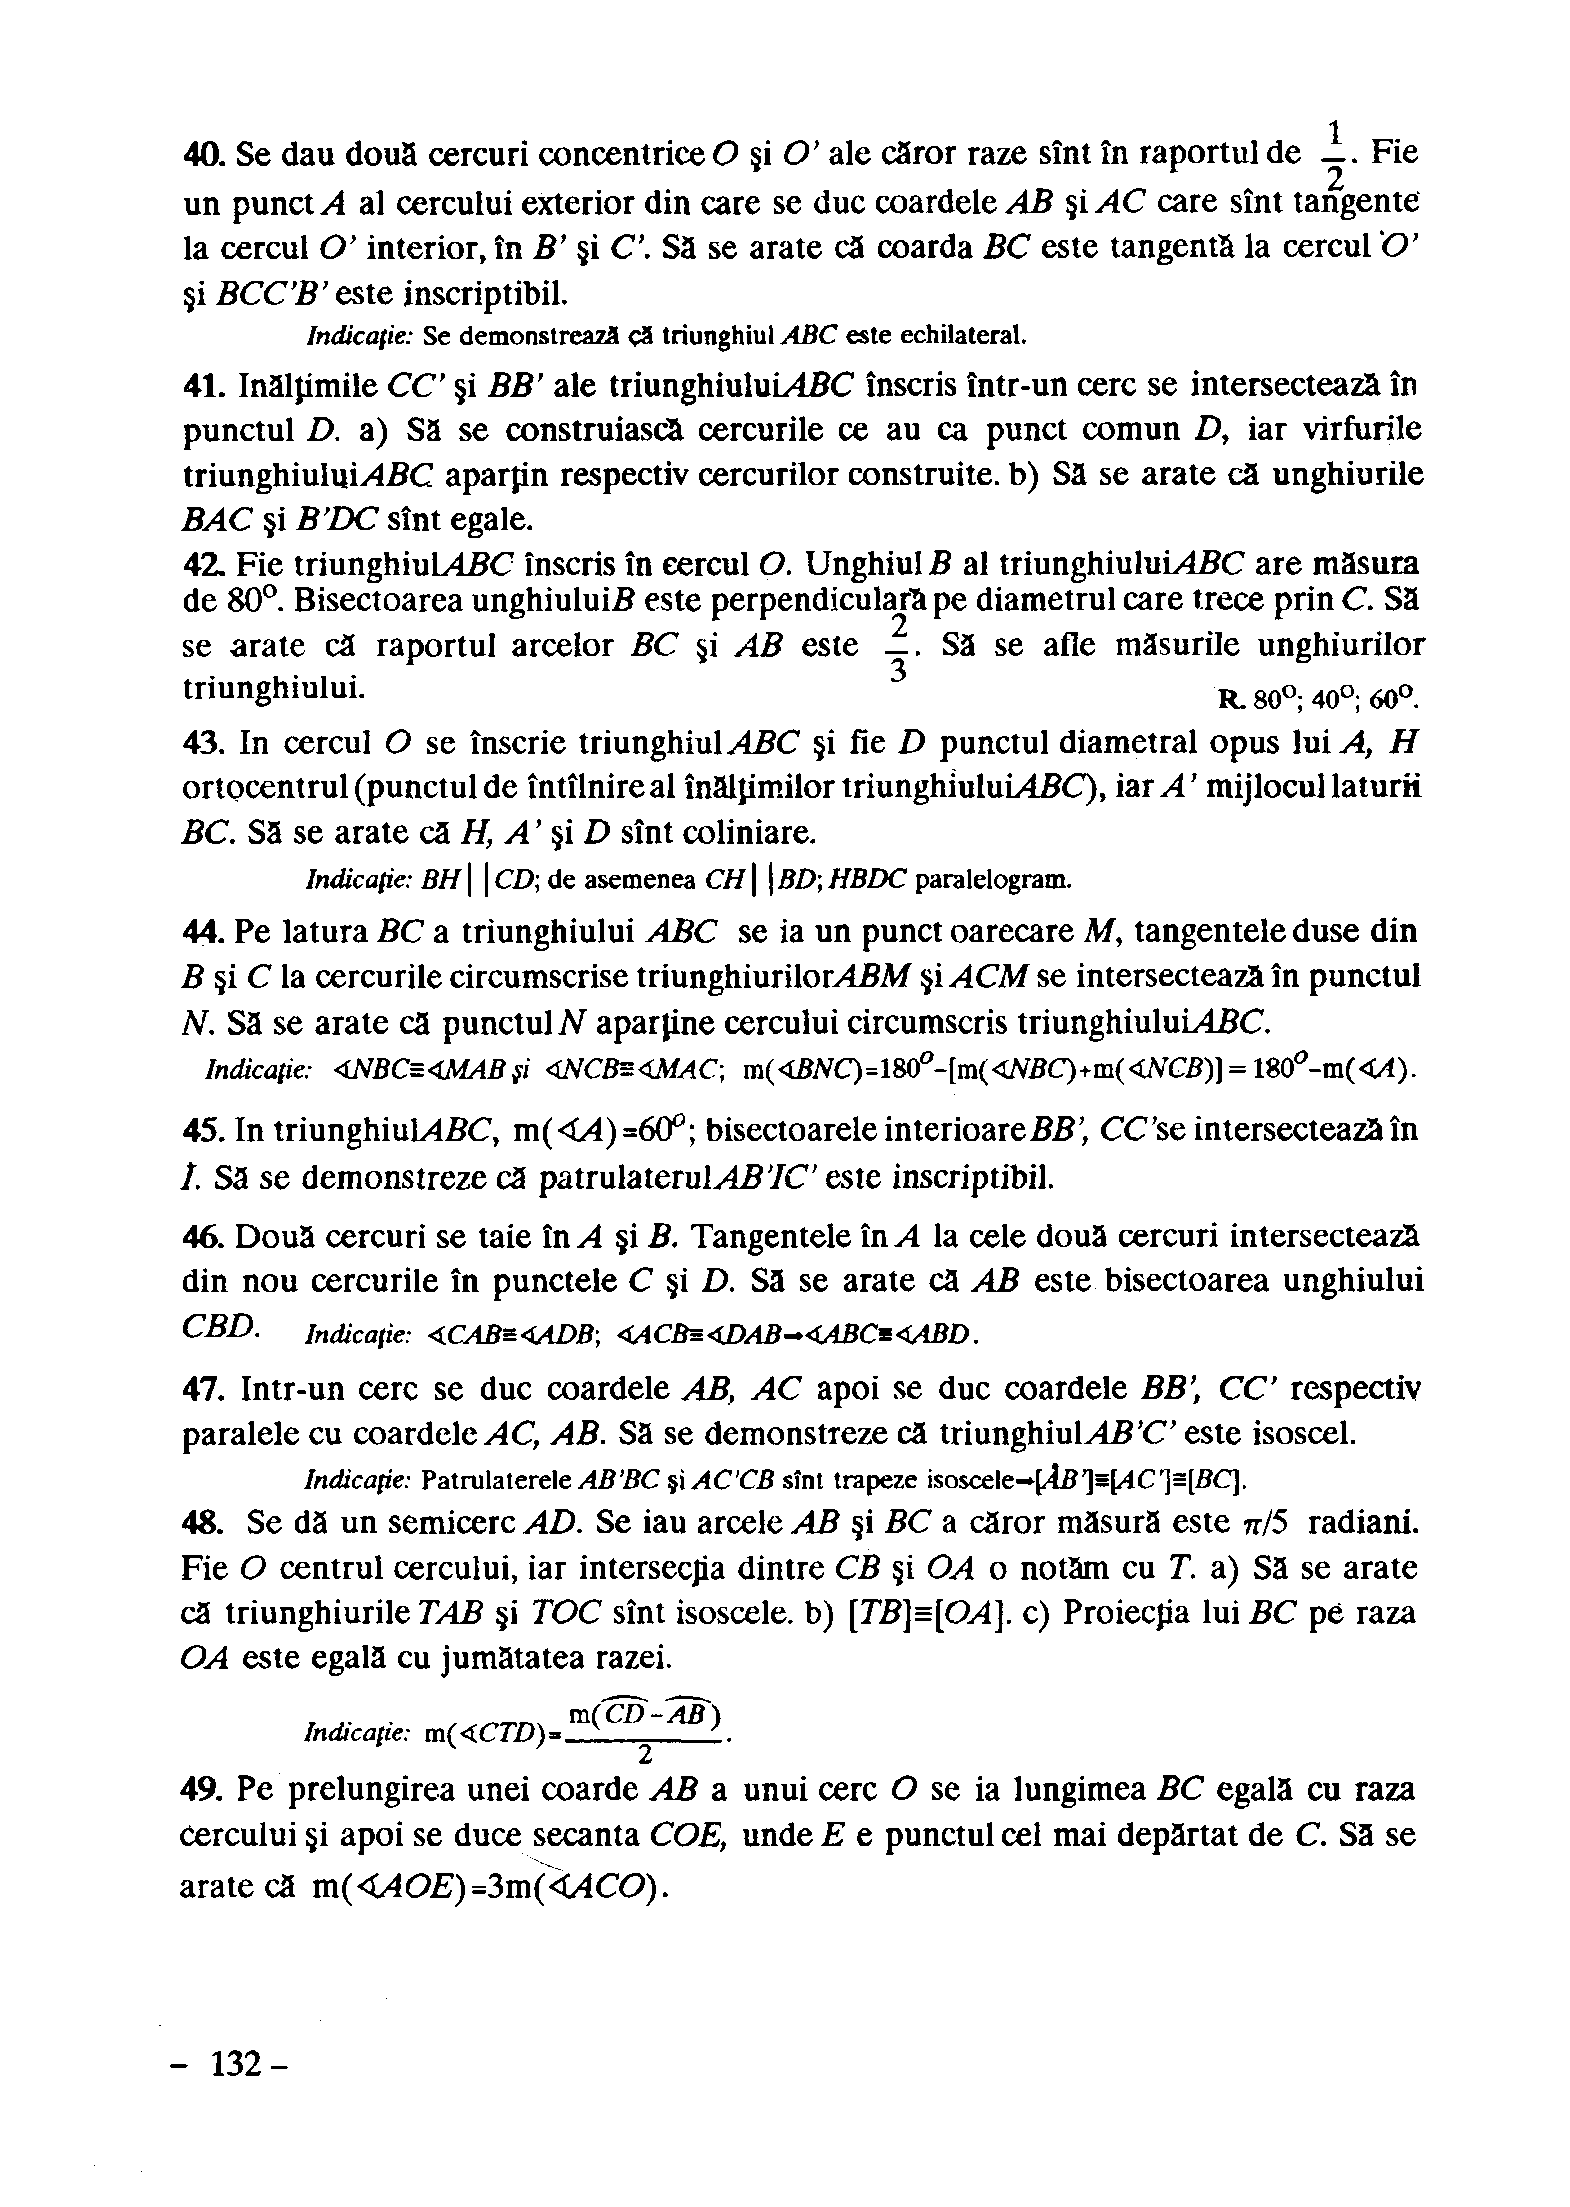 40. Se dau două cercuri concentrice O şi O' ale căror raze sînt în raportul de 1/2. Fie
un punct A al cercului exterior din care se duc coardele AB şi AC care sînt tangente
la cercul O' interior, în B' şi C'. Să se arate că coarda BC este tangentă la cercul O'
şi BCC'B' este inscriptibil.
Indicaţie: Se demonstrează că triunghiul ABC este echilateral.
41. Inălţimile CC' şi BB' ale triunghiului ABC înscris într-un cerc se intersectează în
punctul D. a) Să se construiască cercurile ce au ca punct comun D, iar vîrfurile
triunghiului ABC aparţin respectiv cercurilor construite. b) Să se arate că unghiurile
BAC şi B'DC sînt egale.
42. Fie triunghiul ABC înscris în cercul O. Unghiul B al triunghiului ABC are măsura
de 80°. Bisectoarea unghiului B este perpendiculară pe diametrul care trece prin C. Să
se arate că raportul arcelor BC şi AB este 2/3. Să se afle măsurile unghiurilor
triunghiului. R. 80°; 40°; 60°.
43. In cercul O se înscrie triunghiul ABC şi fie D punctul diametral opus lui A, H
ortocentrul (punctul de întîlnire al înălţimilor triunghiului ABC), iar A' mijlocul laturii
BC. Să se arate că H, A' şi D sînt coliniare.
Indicaţie: BH||CD; de asemenea CH||BD; HBDC paralelogram.
44. Pe latura BC a triunghiului ABC se ia un punct oarecare M, tangentele duse din
B şi C la cercurile circumscrise triunghiurilor ABM şi ACM se intersectează în punctul
N. Să se arate că punctul N aparţine cercului circumscris triunghiului ABC.
Indicaţie: ∢NBC≡∢MAB şi ∢NCB≡∢MAC; m(∢BNC)=180°-[m(∢NBC)+m(∢NCB)]=180°-m(∢A).
45. In triunghiul ABC, m(∢A)=60°; bisectoarele interioare BB', CC' se intersectează în
I. Să se demonstreze că patrulaterul AB'IC' este inscriptibil.
46. Două cercuri se taie în A şi B. Tangentele în A la cele două cercuri intersectează
din nou cercurile în punctele C şi D. Să se arate că AB este bisectoarea unghiului
CBD. Indicaţie: ∢CAB≡∢ADB; ∢ACB≡∢DAB→∢ABC≡∢ABD.
47. Intr-un cerc se duc coardele AB, AC apoi se duc coardele BB', CC' respectiv
paralele cu coardele AC, AB. Să se demonstreze că triunghiul AB'C' este isoscel.
Indicaţie: Patrulaterele AB'BC şi AC'CB sînt trapeze isoscele→[AB']≡[AC']≡[BC].
48. Se dă un semicerc AD. Se iau arcele AB şi BC a căror măsură este π/5 radiani.
Fie O centrul cercului, iar intersecţia dintre CB şi OA o notăm cu T. a) Să se arate
că triunghiurile TAB şi TOC sînt isoscele. b) [TB]≡[OA]. c) Proiecţia lui BC pe raza
OA este egală cu jumătatea razei.
Indicaţie: m(∢CTD)=m(CD-AB)/2.
49. Pe prelungirea unei coarde AB a unui cerc O se ia lungimea BC egală cu raza
cercului şi apoi se duce secanta COE, unde E e punctul cel mai depărtat de C. Să se
arate că m(∢AOE)=3m(∢ACO).
- 132 -